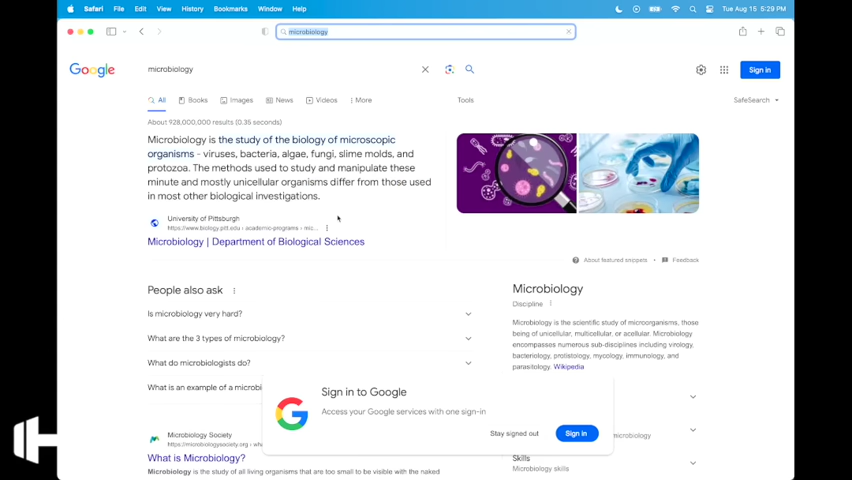 Safari File Edit View History Bookmarks Window Help Tue Aug 15 5:29 PM
microbiology
Google microbiology Sign in
All Books Images News Videos More Tools SafeSearch
About 928,000,000 results (0.35 seconds)
Microbiology is the study of the biology of microscopic
organisms - viruses, bacteria, algae, fungi, slime molds, and
protozoa. The methods used to study and manipulate these
minute and mostly unicellular organisms differ from those used
in most other biological investigations.
University of Pittsburgh
https://www.biology.pitt.edu › academic-programs › mic...
Microbiology | Department of Biological Sciences
About featured snippets • Feedback
People also ask
Is microbiology very hard?
What are the 3 types of microbiology?
What do microbiologists do?
What is an example of a microbi
Microbiology
Discipline
Microbiology is the scientific study of microorganisms, those
being of unicellular, multicellular, or acellular. Microbiology
encompasses numerous sub-disciplines including virology,
bacteriology, protistology, mycology, immunology, and
parasitology. Wikipedia
Sign in to Google
Access your Google services with one sign-in
Stay signed out Sign in
microbiology
Skills
Microbiology skills
Microbiology Society
What is Microbiology?
Microbiology is the study of all living organisms that are too small to be visible with the naked